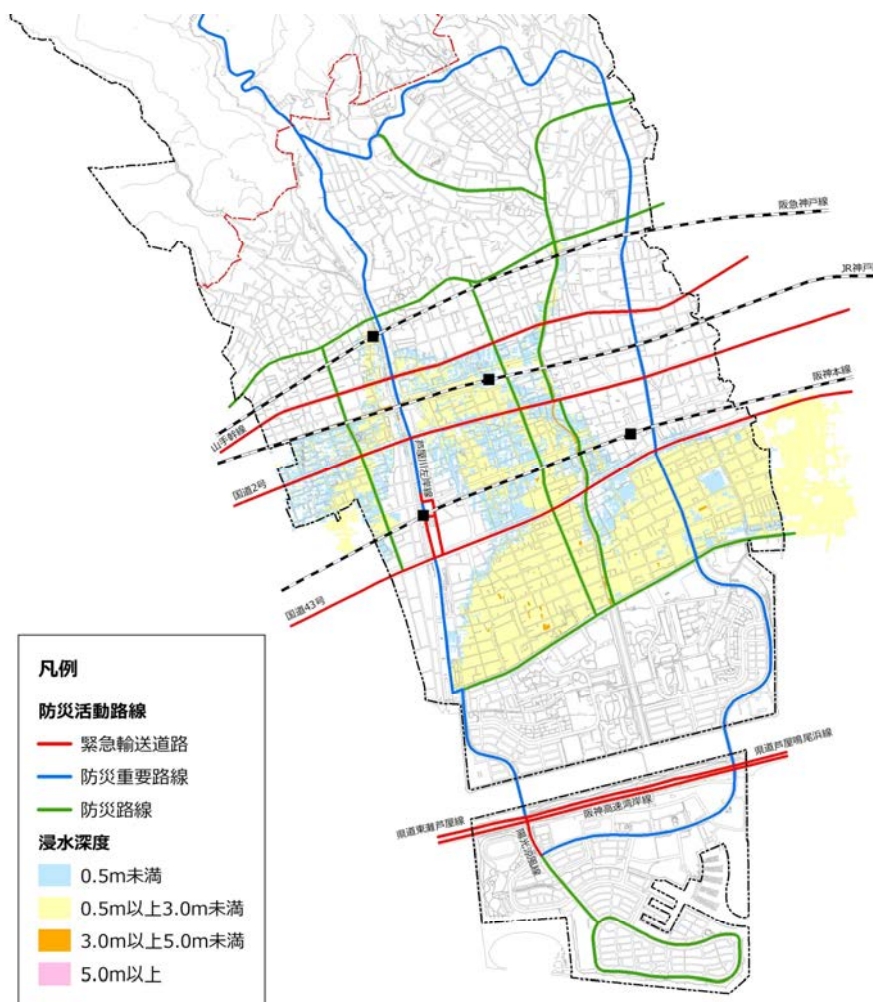 阪急神戸線
JR神戸
阪神本線
山手幹線
国道2号
芦屋川左岸線
国道43号
県道芦屋鳴尾浜線
阪神高速湾岸線
県道東灘芦屋線
陽光涼風線
凡例
防災活動路線
緊急輸送道路
防災重要路線
防災路線
浸水深度
0.5m未満
0.5m以上3.0m未満
3.0m以上5.0m未満
5.0m以上